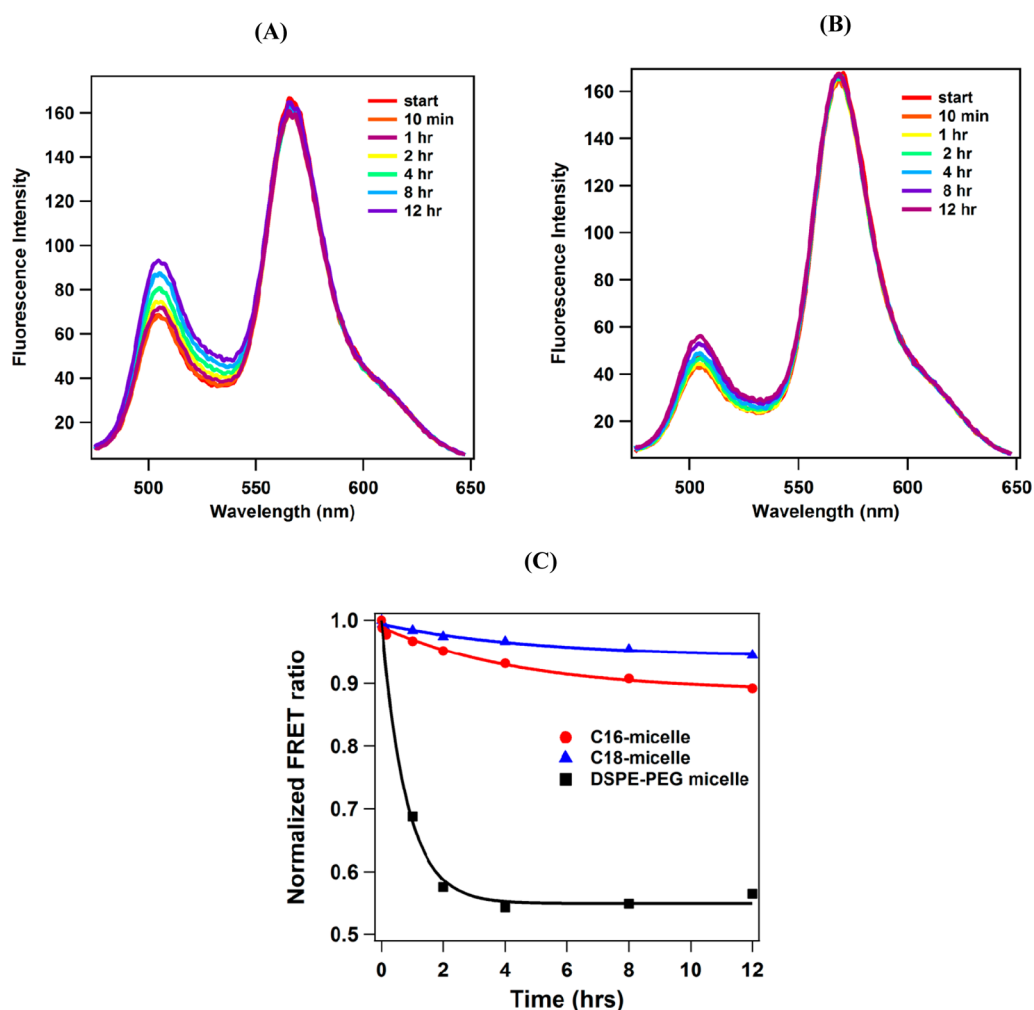 (A)
(B)
Fluorescence Intensity
160
140
120
100
80
60
40
20
start
10 min
1 hr
2 hr
4 hr
8 hr
12 hr
500
550
600
650
Wavelength (nm)
Fluorescence Intensity
160
140
120
100
80
60
40
20
start
10 min
1 hr
2 hr
4 hr
8 hr
12 hr
500
550
600
650
Wavelength (nm)
(C)
Normalized FRET ratio
1.0
0.9
0.8
0.7
0.6
0.5
C16-micelle
C18-micelle
DSPE-PEG micelle
0
2
4
6
8
10
12
Time (hrs)